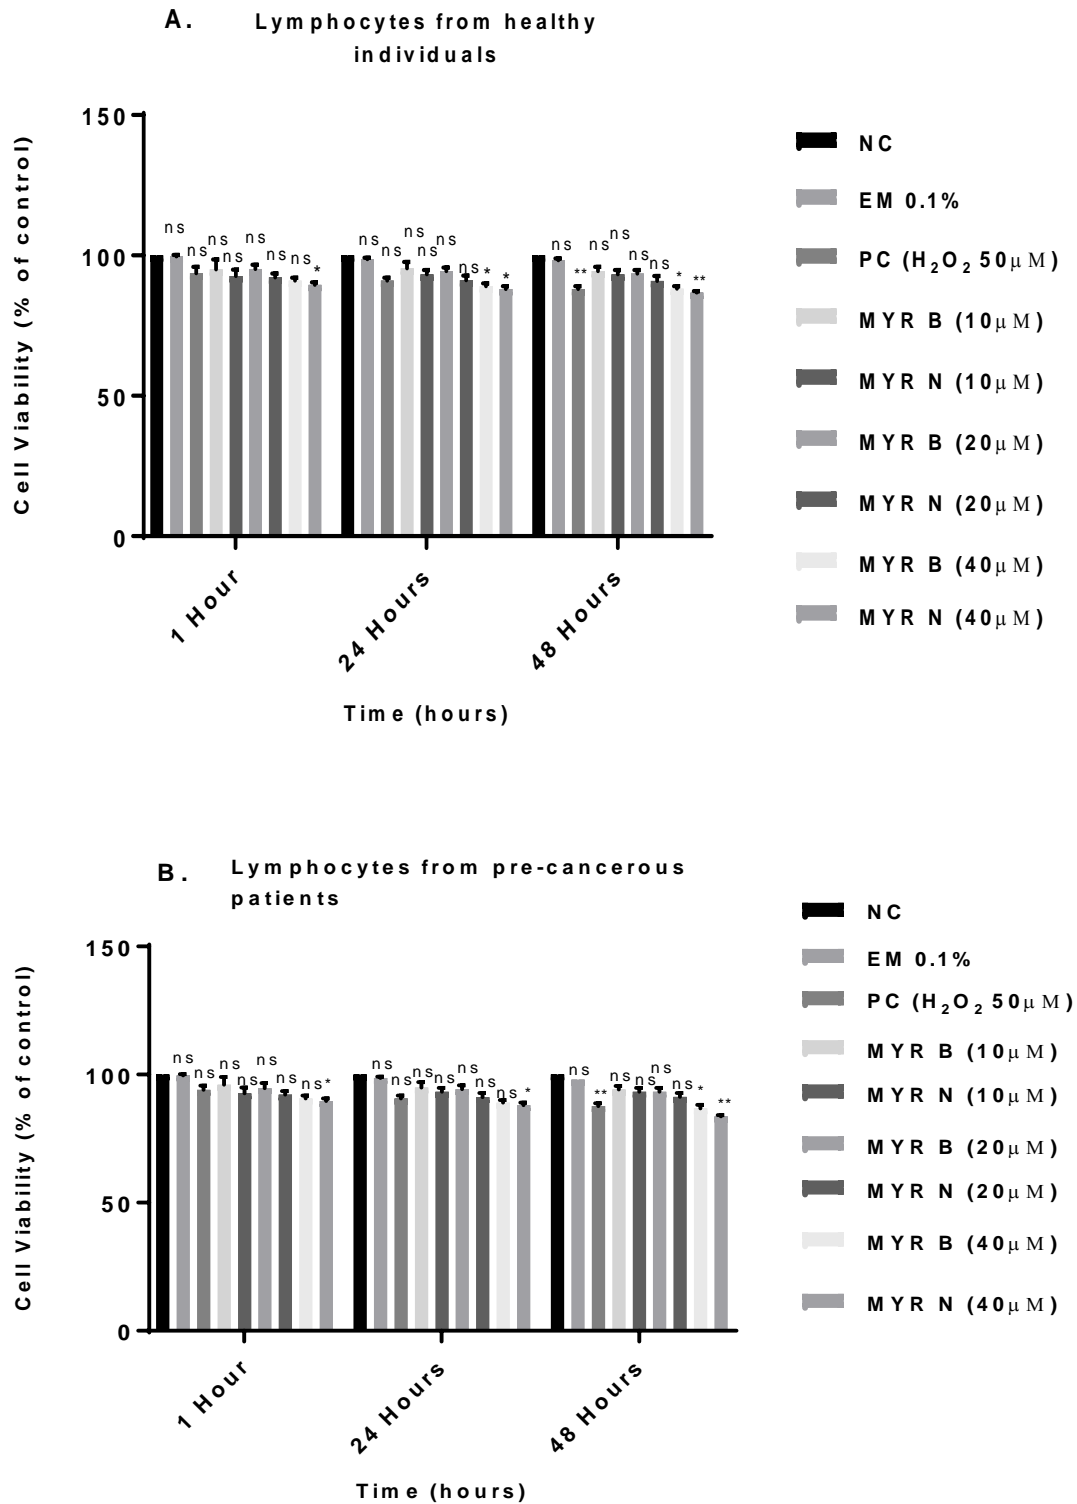 A. Lymphocytes from healthy
individuals
150
100
50
0
Cell Viability (% of control)
ns
ns
ns
ns
ns
ns
ns
*
ns
ns
ns
ns
ns
*
*
ns
**
ns
ns
ns
ns
*
**
1 Hour
24 Hours
48 Hours
Time (hours)
NC
EM 0.1%
PC (H₂O₂ 50μM)
MYR B (10μM)
MYR N (10μM)
MYR B (20μM)
MYR N (20μM)
MYR B (40μM)
MYR N (40μM)
B. Lymphocytes from pre-cancerous
patients
150
100
50
0
Cell Viability (% of control)
ns
ns
ns
ns
ns
ns
ns
*
ns
ns
ns
ns
ns
ns
ns
*
ns
**
ns
ns
ns
ns
*
**
1 Hour
24 Hours
48 Hours
Time (hours)
NC
EM 0.1%
PC (H₂O₂ 50μM)
MYR B (10μM)
MYR N (10μM)
MYR B (20μM)
MYR N (20μM)
MYR B (40μM)
MYR N (40μM)